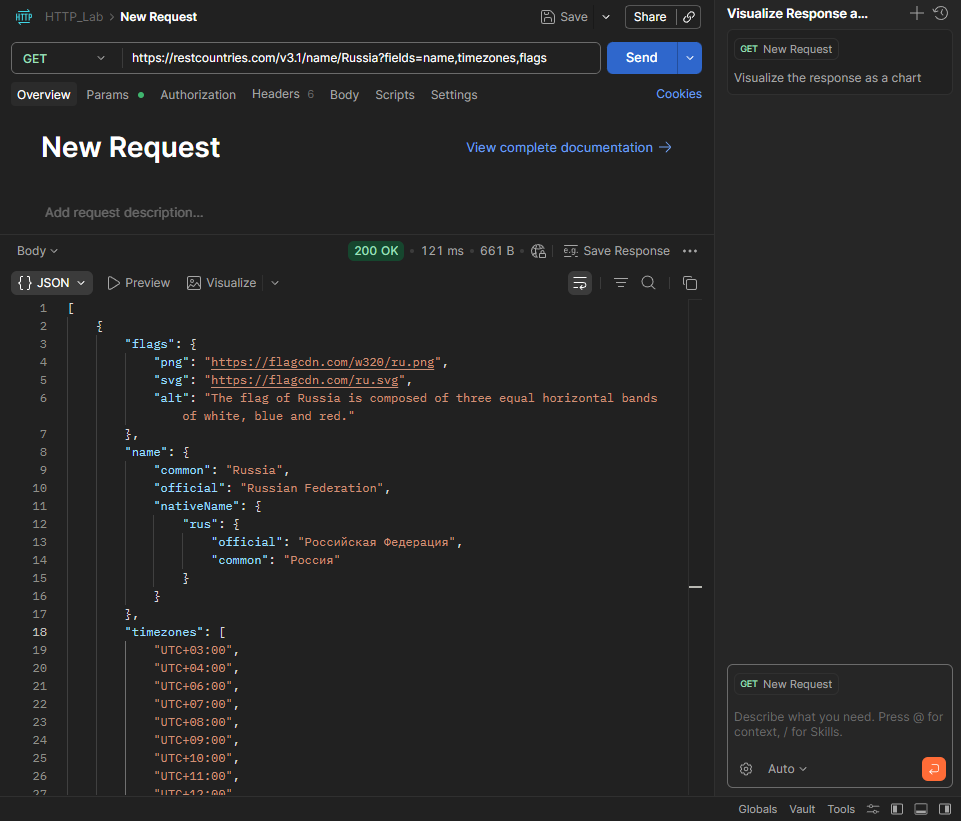 HTTP HTTP_Lab > New Request
Save
Share
GET
https://restcountries.com/v3.1/name/Russia?fields=name,timezones,flags
Send
Overview Params Authorization Headers 6 Body Scripts Settings
Cookies
New Request
View complete documentation →
Add request description...
Body
200 OK • 121 ms • 661 B •
e.g. Save Response
{} JSON
Preview
Visualize
1 [
2 {
3 "flags": {
4 "png": "https://flagcdn.com/w320/ru.png",
5 "svg": "https://flagcdn.com/ru.svg",
6 "alt": "The flag of Russia is composed of three equal horizontal bands
of white, blue and red."
7 },
8 "name": {
9 "common": "Russia",
10 "official": "Russian Federation",
11 "nativeName": {
12 "rus": {
13 "official": "Российская Федерация",
14 "common": "Россия"
15 }
16 }
17 },
18 "timezones": [
19 "UTC+03:00",
20 "UTC+04:00",
21 "UTC+06:00",
22 "UTC+07:00",
23 "UTC+08:00",
24 "UTC+09:00",
25 "UTC+10:00",
26 "UTC+11:00",
27 "UTC+12:00"
Visualize Response a...
GET New Request
Visualize the response as a chart
GET New Request
Describe what you need. Press @ for
context, / for Skills.
Auto
Globals Vault Tools